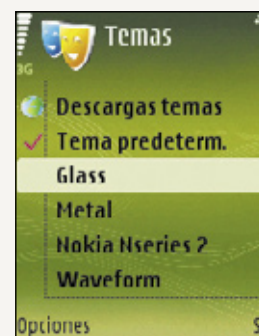 Temas
3G
Descargas temas
Tema predeterm.
Glass
Metal
Nokia Nseries 2
Waveform
Opciones
S